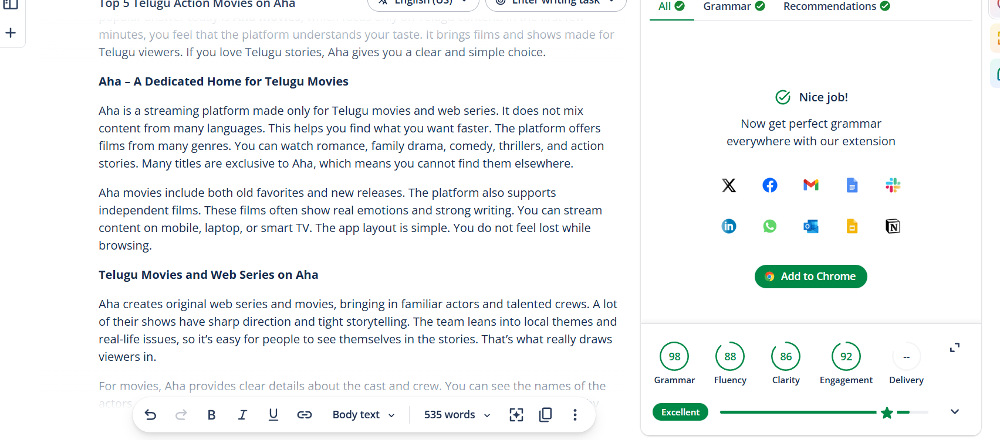 Top 5 Telugu Action Movies on Aha
English (US)
Enter writing task
minutes, you feel that the platform understands your taste. It brings films and shows made for
Telugu viewers. If you love Telugu stories, Aha gives you a clear and simple choice.
Aha – A Dedicated Home for Telugu Movies
Aha is a streaming platform made only for Telugu movies and web series. It does not mix
content from many languages. This helps you find what you want faster. The platform offers
films from many genres. You can watch romance, family drama, comedy, thrillers, and action
stories. Many titles are exclusive to Aha, which means you cannot find them elsewhere.
Aha movies include both old favorites and new releases. The platform also supports
independent films. These films often show real emotions and strong writing. You can stream
content on mobile, laptop, or smart TV. The app layout is simple. You do not feel lost while
browsing.
Telugu Movies and Web Series on Aha
Aha creates original web series and movies, bringing in familiar actors and talented crews. A lot
of their shows have sharp direction and tight storytelling. The team leans into local themes and
real-life issues, so it’s easy for people to see themselves in the stories. That’s what really draws
viewers in.
For movies, Aha provides clear details about the cast and crew. You can see the names of the
actors
B I U
Body text
535 words
All
Grammar
Recommendations
Nice job!
Now get perfect grammar
everywhere with our extension
Add to Chrome
98 88 86 92 --
Grammar Fluency Clarity Engagement Delivery
Excellent